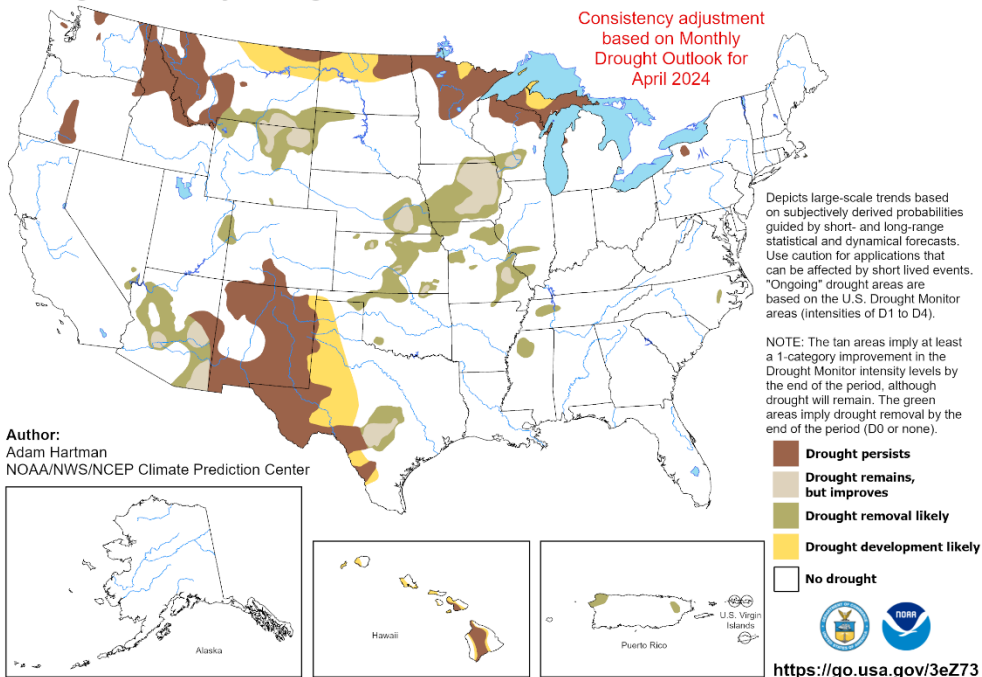 Consistency adjustment
based on Monthly
Drought Outlook for
April 2024
Depicts large-scale trends based
on subjectively derived probabilities
guided by short- and long-range
statistical and dynamical forecasts.
Use caution for applications that
can be affected by short lived events.
"Ongoing" drought areas are
based on the U.S. Drought Monitor
areas (intensities of D1 to D4).
NOTE: The tan areas imply at least
a 1-category improvement in the
Drought Monitor intensity levels by
the end of the period, although
drought will remain. The green
areas imply drought removal by the
end of the period (D0 or none).
Author:
Adam Hartman
NOAA/NWS/NCEP Climate Prediction Center
Drought persists
Drought remains,
but improves
Drought removal likely
Drought development likely
No drought
Alaska
Hawaii
Puerto Rico
U.S. Virgin
Islands
NOAA
https://go.usa.gov/3eZ73